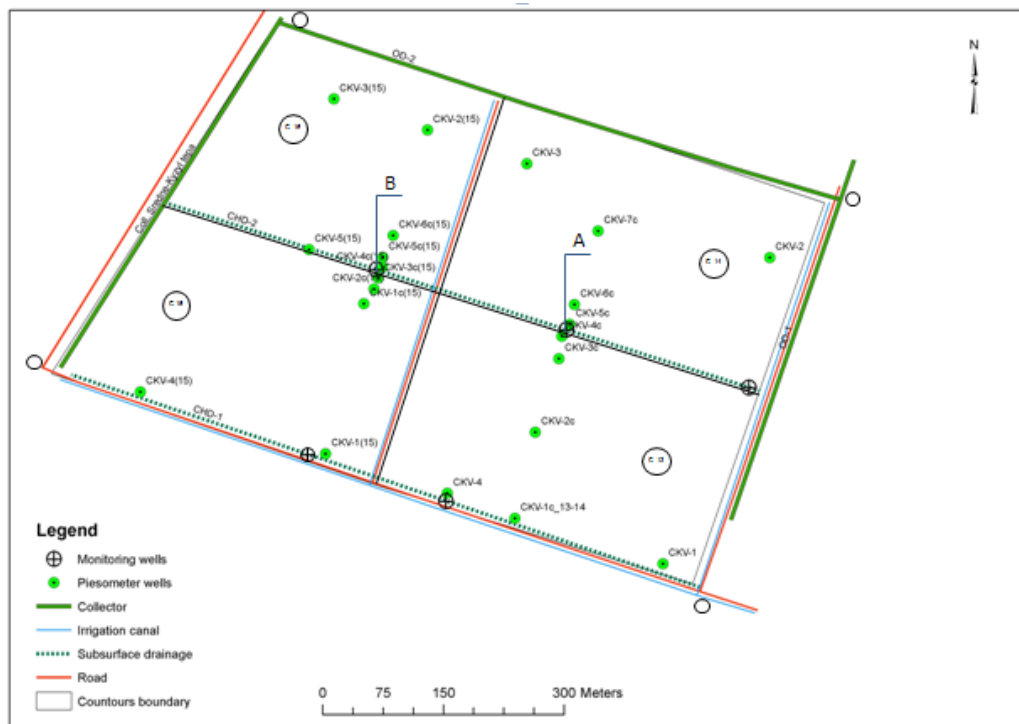 N
OD-2
CKV-3(15)
CKV-2(15)
CKV-3
Coll. Sredne-Kyzyl tepa
B
CHD-2
CKV-6c(15)
CKV-7c
A
CKV-2
CKV-5(15)
CKV-5c(15)
CKV-3c(15)
CKV-1c(15)
CKV-6c
CKV-5c
CKV-4c
CKV-3c
OD-1
CKV-4(15)
CHD-1
CKV-2c
CKV-1(15)
CKV-4
CKV-1c_13-14
CKV-1
Legend
Monitoring wells
Piesometer wells
Collector
Irrigation canal
Subsurface drainage
Road
Countours boundary
0 75 150 300 Meters